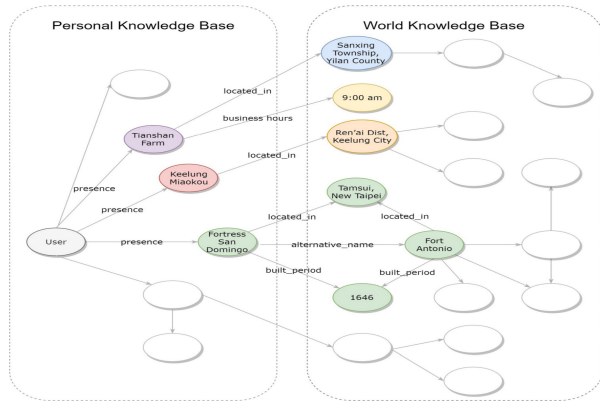 Personal Knowledge Base
World Knowledge Base
Sanxing
Township,
Yilan County
located_in
9:00 am
business hours
Tianshan
Farm
Ren'ai Dist,
Keelung City
located_in
Keelung
Miaokou
presence
presence
Tamsui,
New Taipei
located_in
located_in
User
presence
Fortress
San
Domingo
alternative_name
Fort
Antonio
built_period
built_period
1646